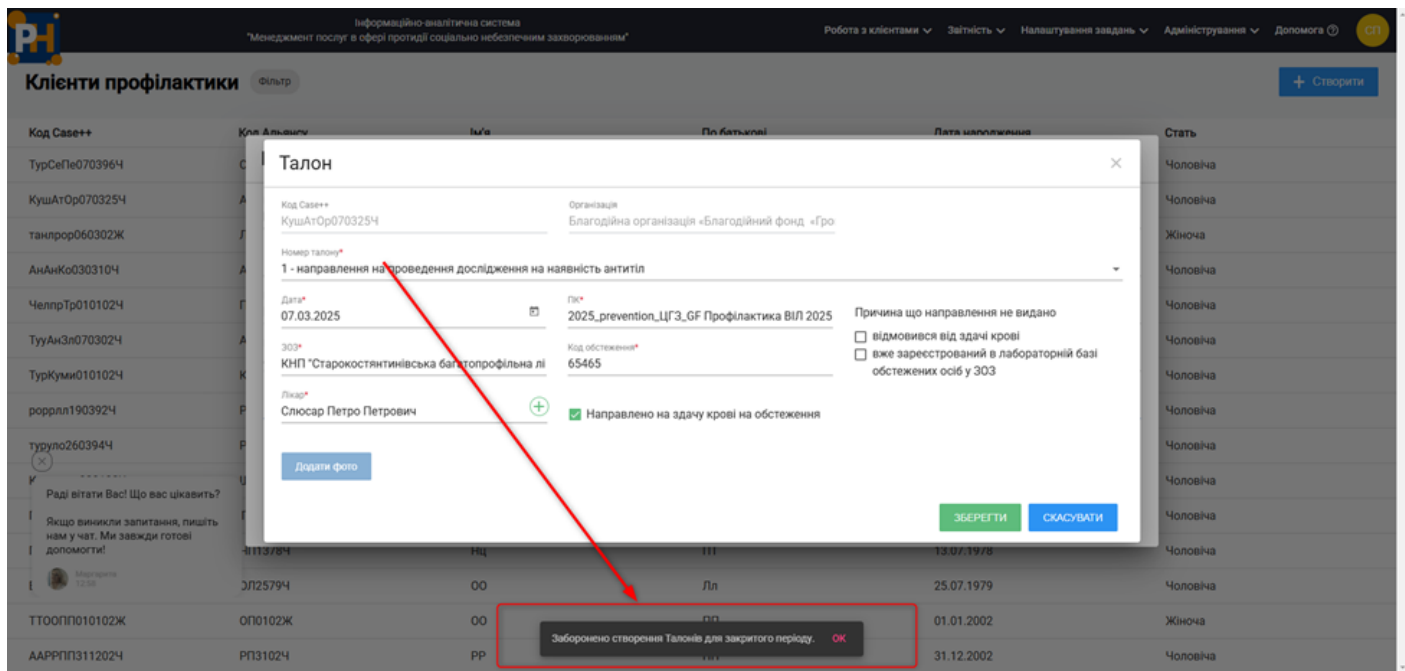 Інформаційно-аналітична система
"Менеджмент послуг в сфері протидії соціально небезпечним захворюванням"
Робота з клієнтами
Звітність
Налаштування завдань
Адміністрування
Допомога
СП
Клієнти профілактики
Фільтр
+ Створити
Код Case++ Код Альянсу Ім'я По батькові Дата народження Стать
ТурСеПе070396Ч Чоловіча
КушАтОр070325Ч Чоловіча
танлрор060302Ж Жіноча
АнАнКо030310Ч Чоловіча
ЧелпрТр010102Ч Чоловіча
ТууАнЗл070302Ч Чоловіча
ТурКуми010102Ч Чоловіча
роррлл190392Ч Чоловіча
туруло260394Ч Чоловіча
Чоловіча
Чоловіча
13.07.1978 Чоловіча
ОЛ2579Ч ОО Лл 25.07.1979 Чоловіча
ТТООПП010102Ж ОП0102Ж ОО ПП 01.01.2002 Жіноча
ААРРПП311202Ч РП3102Ч РР ПП 31.12.2002 Чоловіча
Талон
Код Case++
КушАтОр070325Ч
Організація
Благодійна організація «Благодійний фонд «Гро
Номер талону*
1 - направлення на проведення дослідження на наявність антитіл
Дата*
07.03.2025
ПК*
2025_prevention_ЦГЗ_GF Профілактика ВІЛ 2025
Причина що направлення не видано
відмовився від здачі крові
вже зареєстрований в лабораторній базі
обстежених осіб у ЗОЗ
ЗОЗ*
КНП "Старокостянтинівська багатопрофільна лі
Код обстеження*
65465
Лікар*
Слюсар Петро Петрович
Направлено на здачу крові на обстеження
Додати фото
ЗБЕРЕГТИ
СКАСУВАТИ
Раді вітати Вас! Що вас цікавить?
Якщо виникли запитання, пишіть
нам у чат. Ми завжди готові
допомогти!
Маргарита
12:58
Заборонено створення Талонів для закритого періоду. ОК